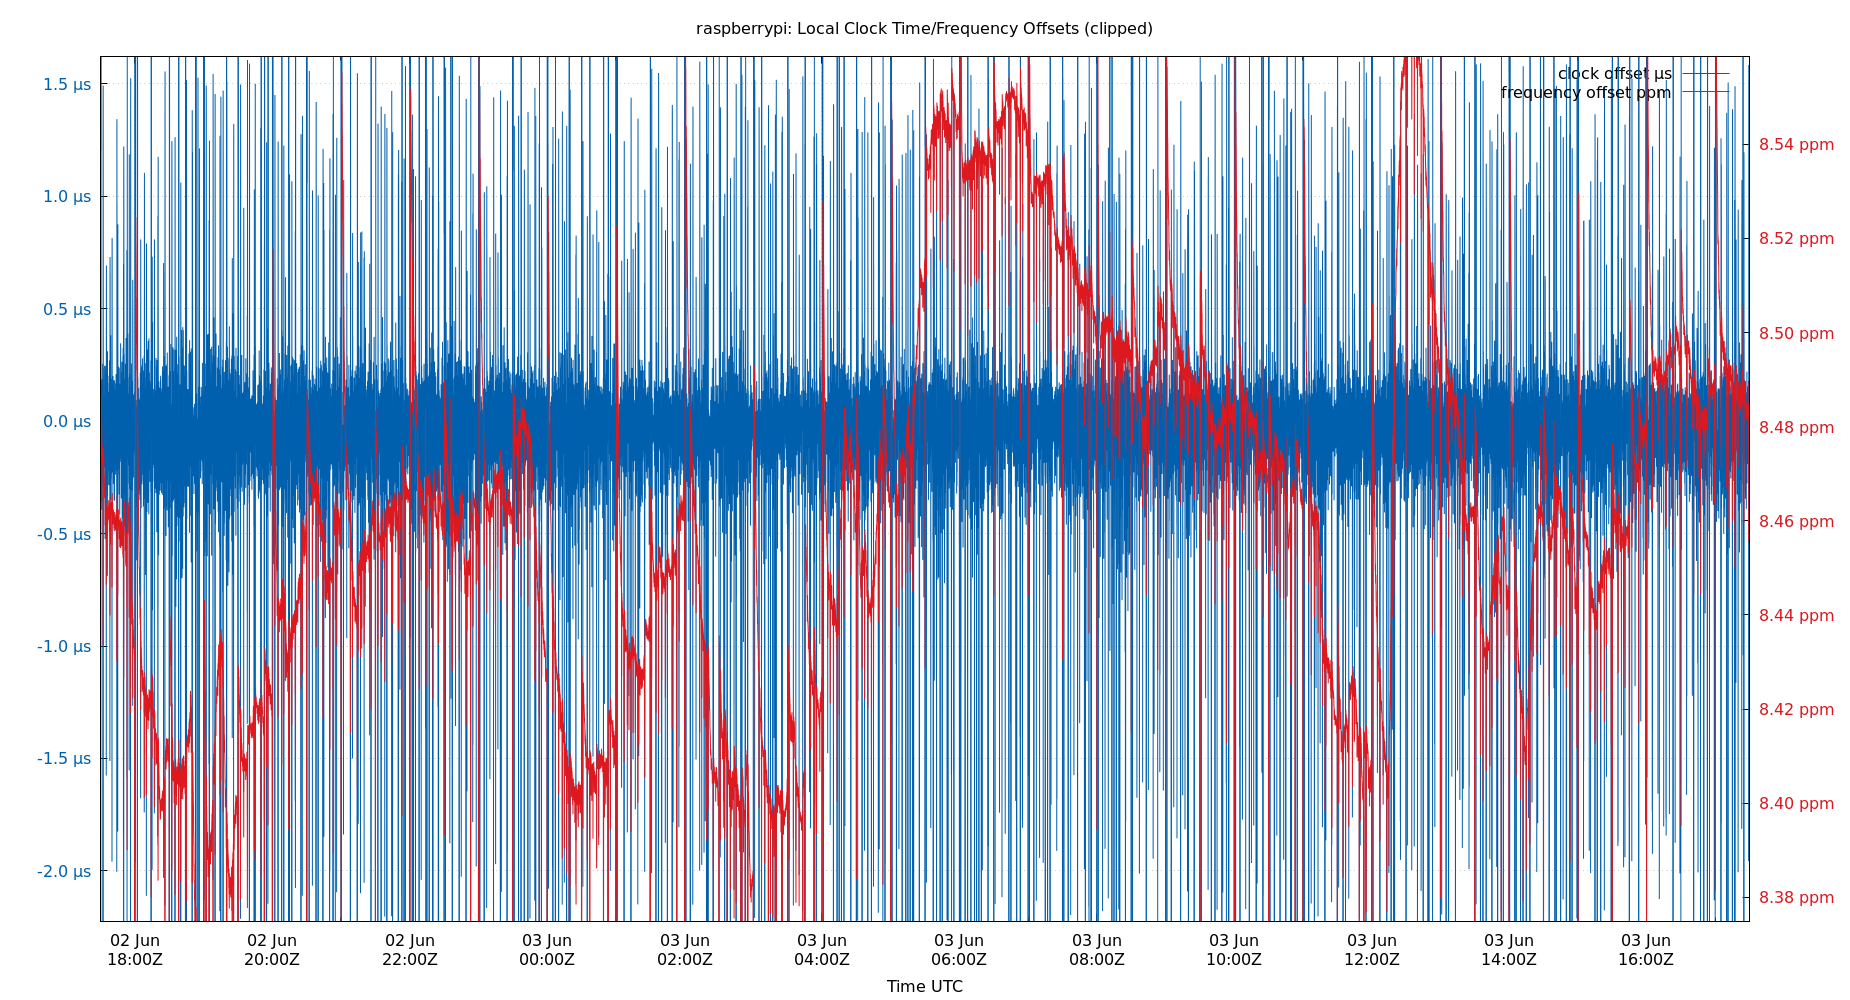 raspberrypi: Local Clock Time/Frequency Offsets (clipped)
clock offset µs
frequency offset ppm
1.5 µs
1.0 µs
0.5 µs
0.0 µs
-0.5 µs
-1.0 µs
-1.5 µs
-2.0 µs
8.54 ppm
8.52 ppm
8.50 ppm
8.48 ppm
8.46 ppm
8.44 ppm
8.42 ppm
8.40 ppm
8.38 ppm
02 Jun 02 Jun 02 Jun 03 Jun 03 Jun 03 Jun 03 Jun 03 Jun 03 Jun 03 Jun 03 Jun 03 Jun
18:00Z 20:00Z 22:00Z 00:00Z 02:00Z 04:00Z 06:00Z 08:00Z 10:00Z 12:00Z 14:00Z 16:00Z
Time UTC